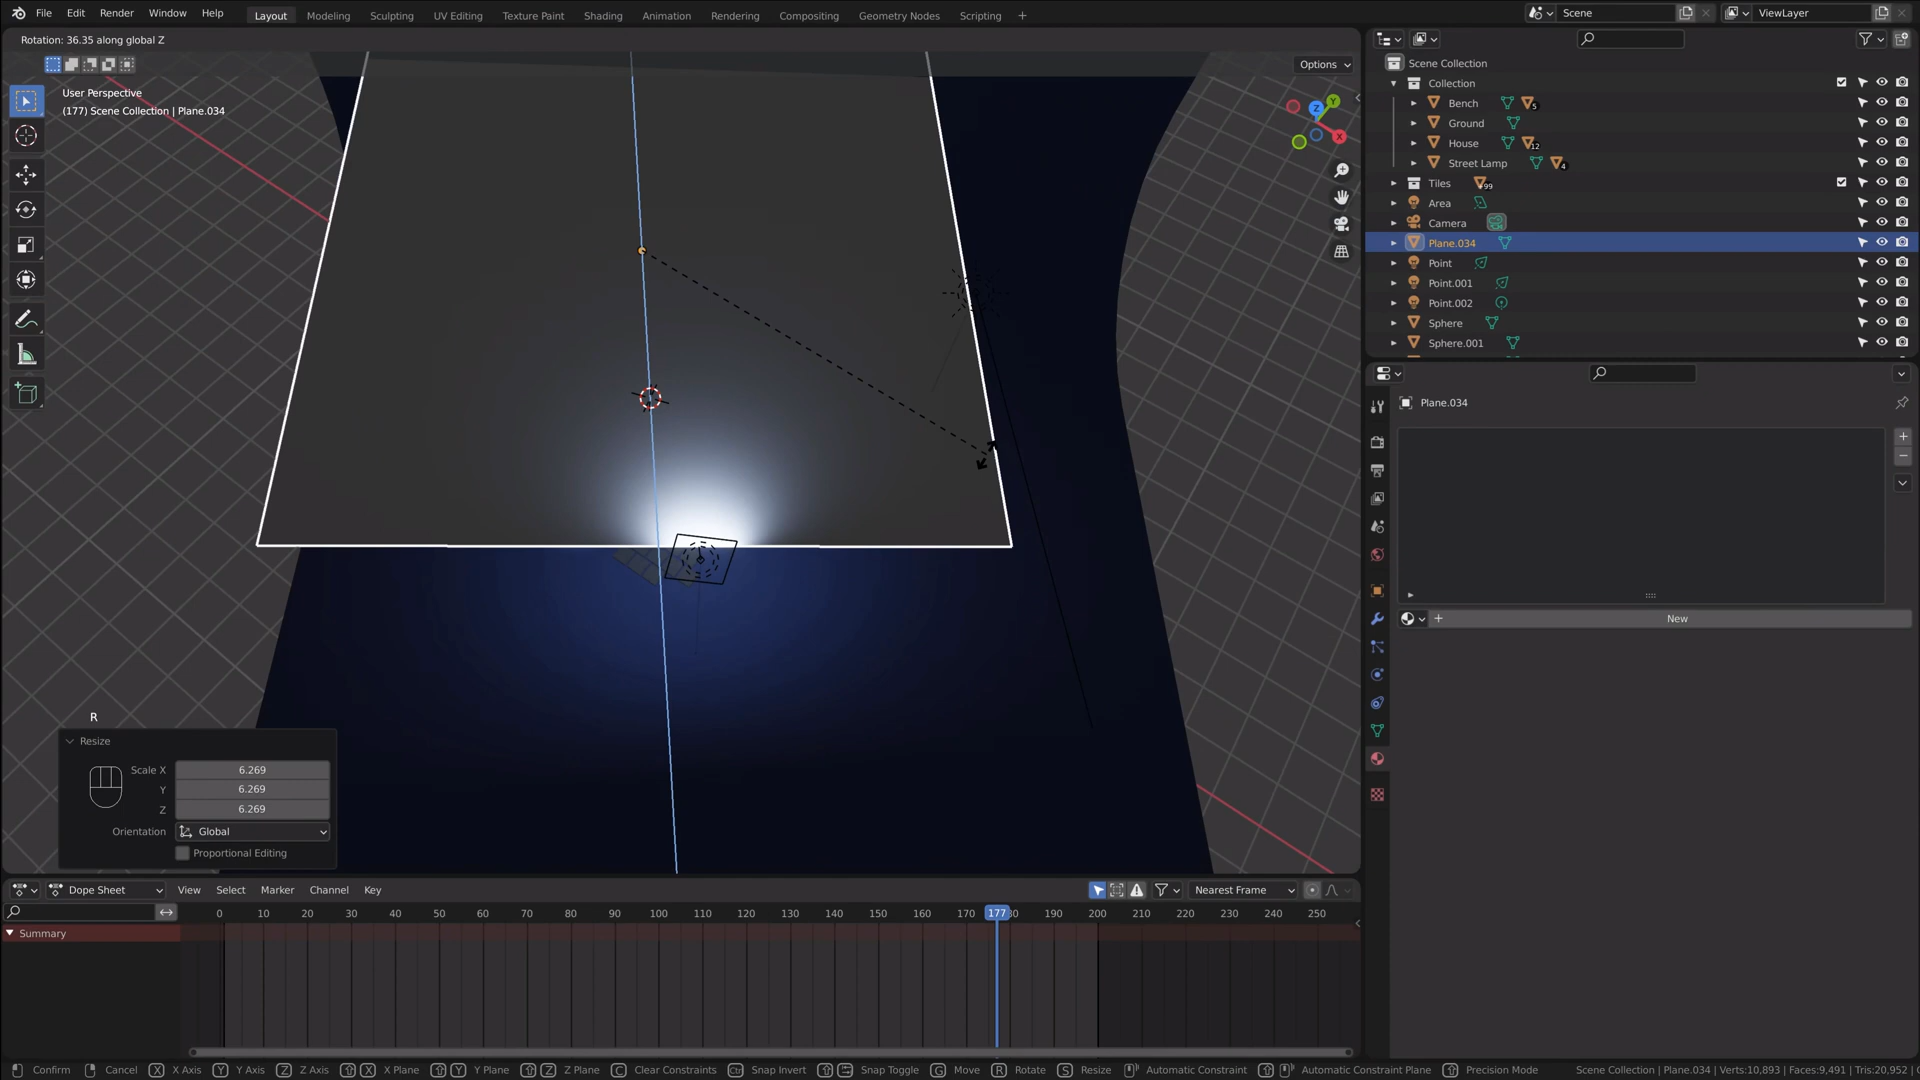 File Edit Render Window Help Layout Modeling Sculpting UV Editing Texture Paint Shading Animation Rendering Compositing Geometry Nodes Scripting + Scene ViewLayer
Rotation: 36.35 along global Z
Options
User Perspective
(177) Scene Collection | Plane.034
Z Y X
Scene Collection
Collection
Bench 5
Ground
House 12
Street Lamp 4
Tiles +99
Area
Camera
Plane.034
Point
Point.001
Point.002
Sphere
Sphere.001
Plane.034
+
−
+ New
R
Resize
Scale X 6.269
Y 6.269
Z 6.269
Orientation Global
Proportional Editing
Dope Sheet View Select Marker Channel Key Nearest Frame
0 10 20 30 40 50 60 70 80 90 100 110 120 130 140 150 160 170 177 80 190 200 210 220 230 240 250
Summary
Confirm Cancel X X Axis Y Y Axis Z Z Axis X X Plane Y Y Plane Z Z Plane C Clear Constraints Ctrl Snap Invert Snap Toggle G Move R Rotate S Resize Automatic Constraint Automatic Constraint Plane Precision Mode Scene Collection | Plane.034 | Verts:10,893 | Faces:9,491 | Tris:20,952 |